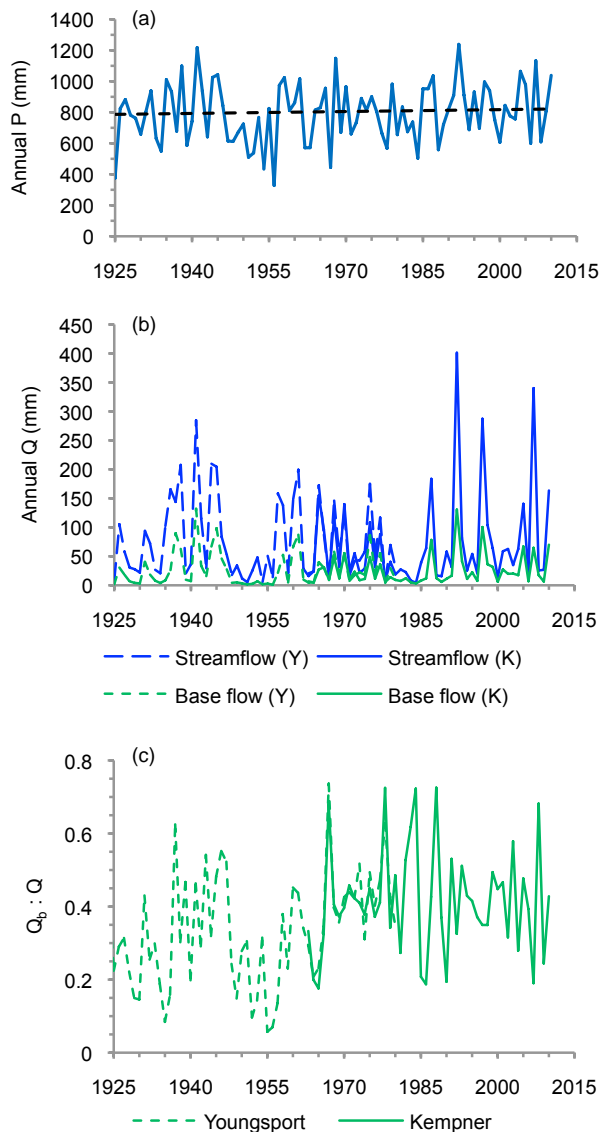 (a)
Annual P (mm)
1400
1200
1000
800
600
400
200
0
1925 1940 1955 1970 1985 2000 2015
(b)
Annual Q (mm)
450
400
350
300
250
200
150
100
50
0
1925 1940 1955 1970 1985 2000 2015
Streamflow (Y) Streamflow (K)
Base flow (Y) Base flow (K)
(c)
Qb : Q
0.8
0.6
0.4
0.2
0
1925 1940 1955 1970 1985 2000 2015
Youngsport Kempner